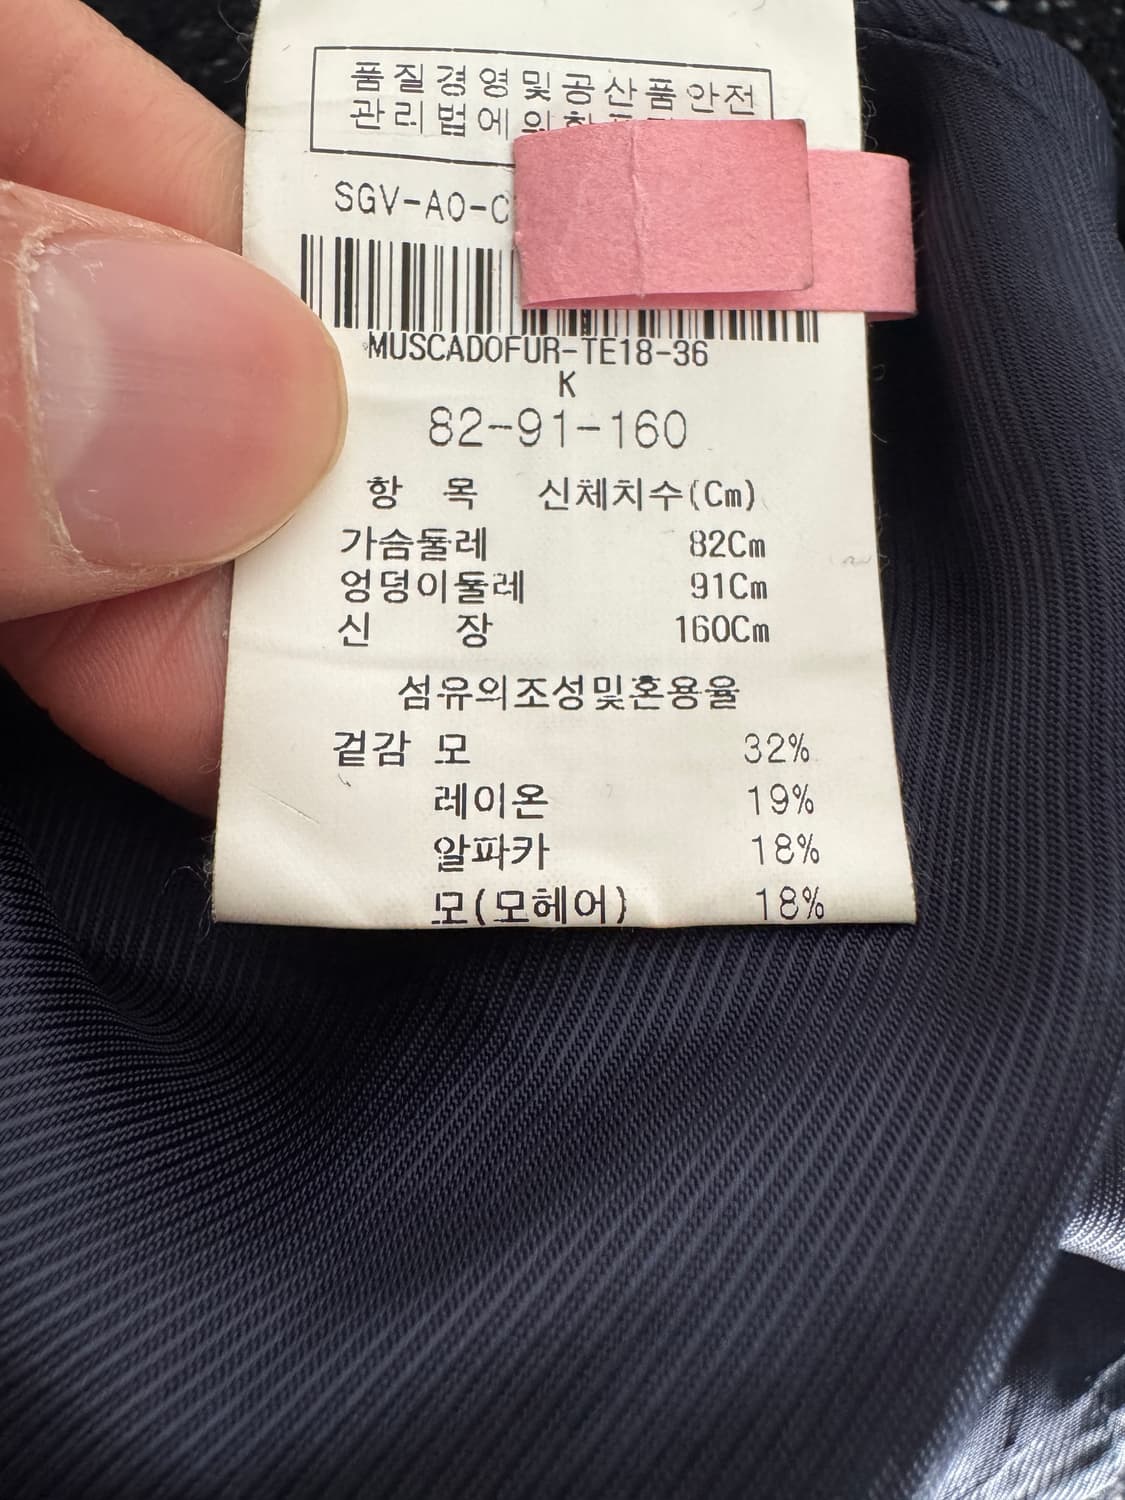 품질경영및공산품안전
관리법에의한
SGV-A0-C
MUSCADOFUR-TE18-36
K
82-91-160
항 목 신체치수(Cm)
가슴둘레 82Cm
엉덩이둘레 91Cm
신 장 160Cm
섬유의조성및혼용율
겉감 모 32%
레이온 19%
알파카 18%
모(모헤어) 18%